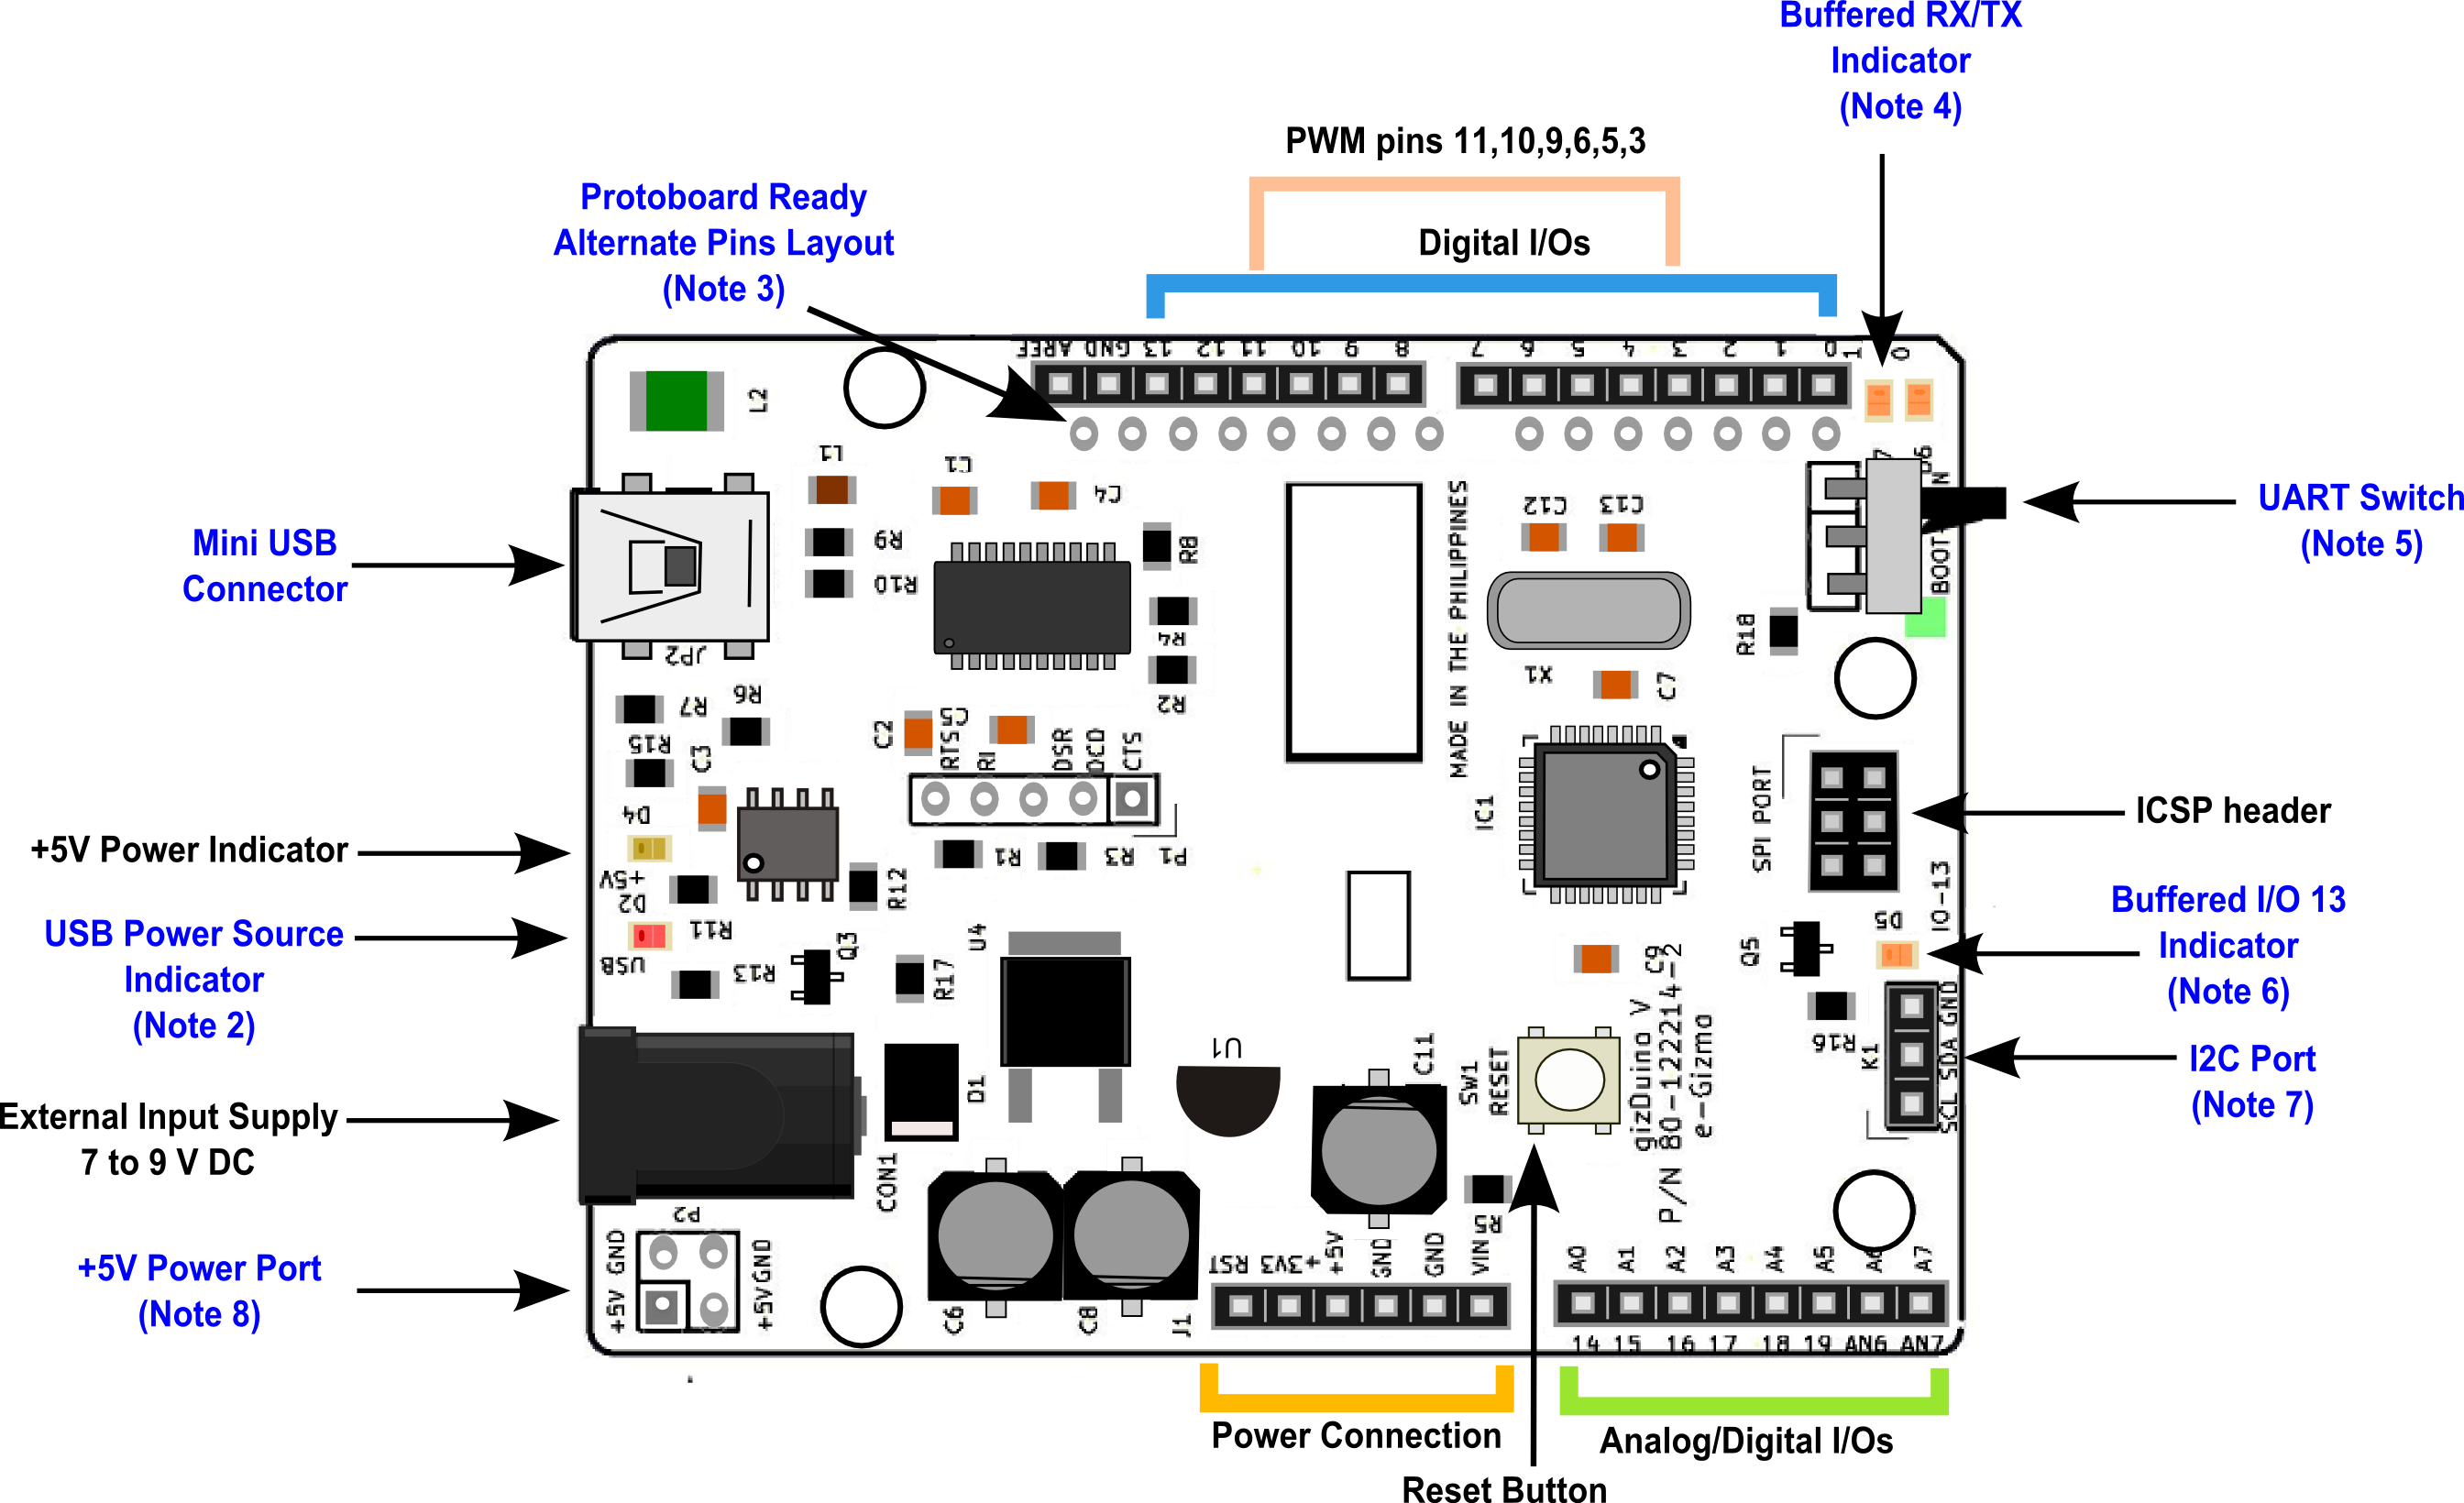 Buffered RX/TX
Indicator
(Note 4)
PWM pins 11,10,9,6,5,3
Digital I/Os
Protoboard Ready
Alternate Pins Layout
(Note 3)
AREF GND 13 12 11 10 9 8 7 6 5 4 3 2 1 0
1 0
L2
L1
C1
C4
R9
R10
R8
R4
R2
MADE IN THE PHILIPPINES
C12
C13
X1
C7
R18
UART Switch
(Note 5)
Mini USB
Connector
JP2
R7
R6
R15
C3
C2
C5
RTS
RI
DSR
DCD
CTS
D4
+5V
R1
R3
P1
IC1
SPI PORT
ICSP header
+5V Power Indicator
D2
R11
R12
USB
R13
Q3
R17
U4
USB Power Source
Indicator
(Note 2)
IO-13
D5
Q5
C9
R16
Buffered I/O 13
Indicator
(Note 6)
K1
SCL SDA GND
I2C Port
(Note 7)
External Input Supply
7 to 9 V DC
D1
CON1
U1
C11
SW1
RESET
gizDuino V
P/N 80-122214-2
e-Gizmo
R5
P2
+5V GND
+5V GND
+5V Power Port
(Note 8)
C6
C8
J1
RST +3V3 +5V GND GND VIN
A0 A1 A2 A3 A4 A5 A6 A7
14 15 16 17 18 19 AN6 AN7
Power Connection
Analog/Digital I/Os
Reset Button